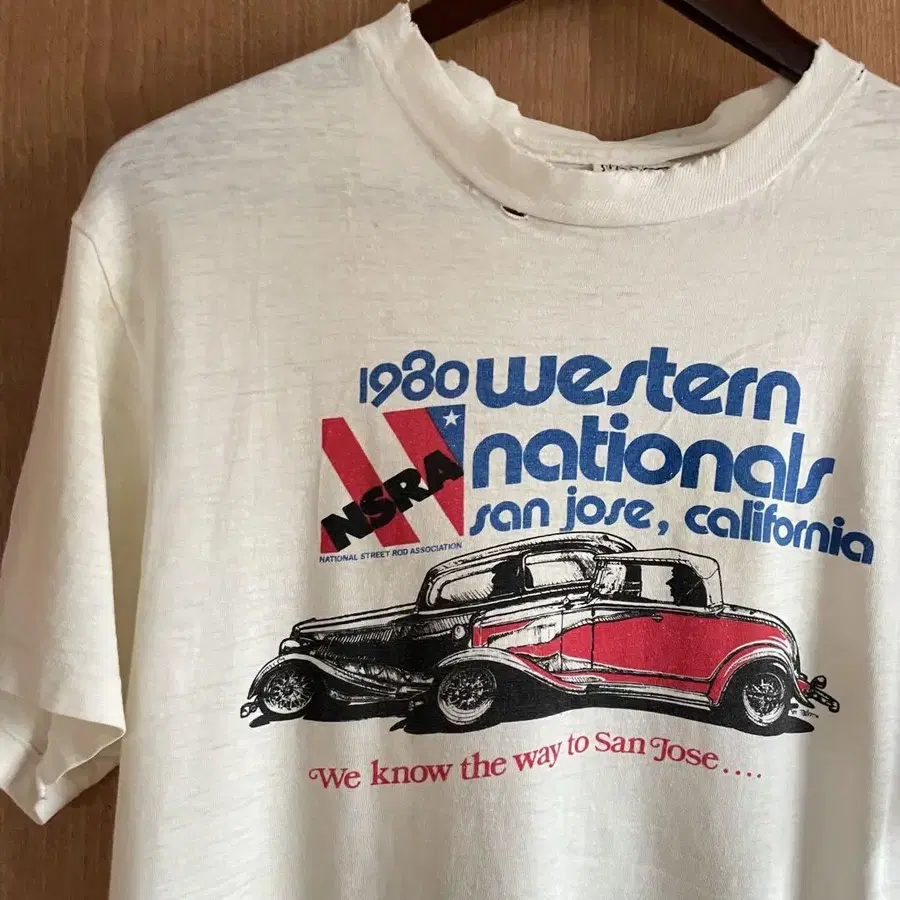 1980 western
nationals
san jose, california
NSRA
NATIONAL STREET ROD ASSOCIATION
We know the way to San Jose....